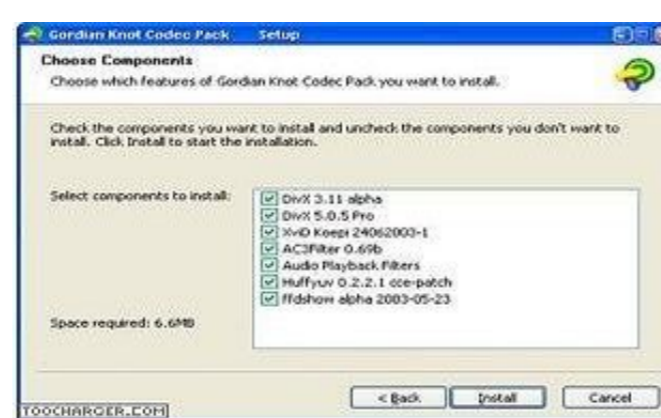 Gordian Knot Codec Pack Setup
Choose Components
Choose which features of Gordian Knot Codec Pack you want to install.
Check the components you want to install and uncheck the components you don't want to
install. Click Install to start the installation.
Select components to install:
DivX 3.11 alpha
DivX 5.0.5 Pro
XviD Koepi 24062003-1
AC3Filter 0.69b
Audio Playback Filters
Huffyuv 0.2.2.1 cce-patch
ffdshow alpha 2003-05-23
Space required: 6.6MB
< Back
Install
Cancel
TOOCHARGER.COM